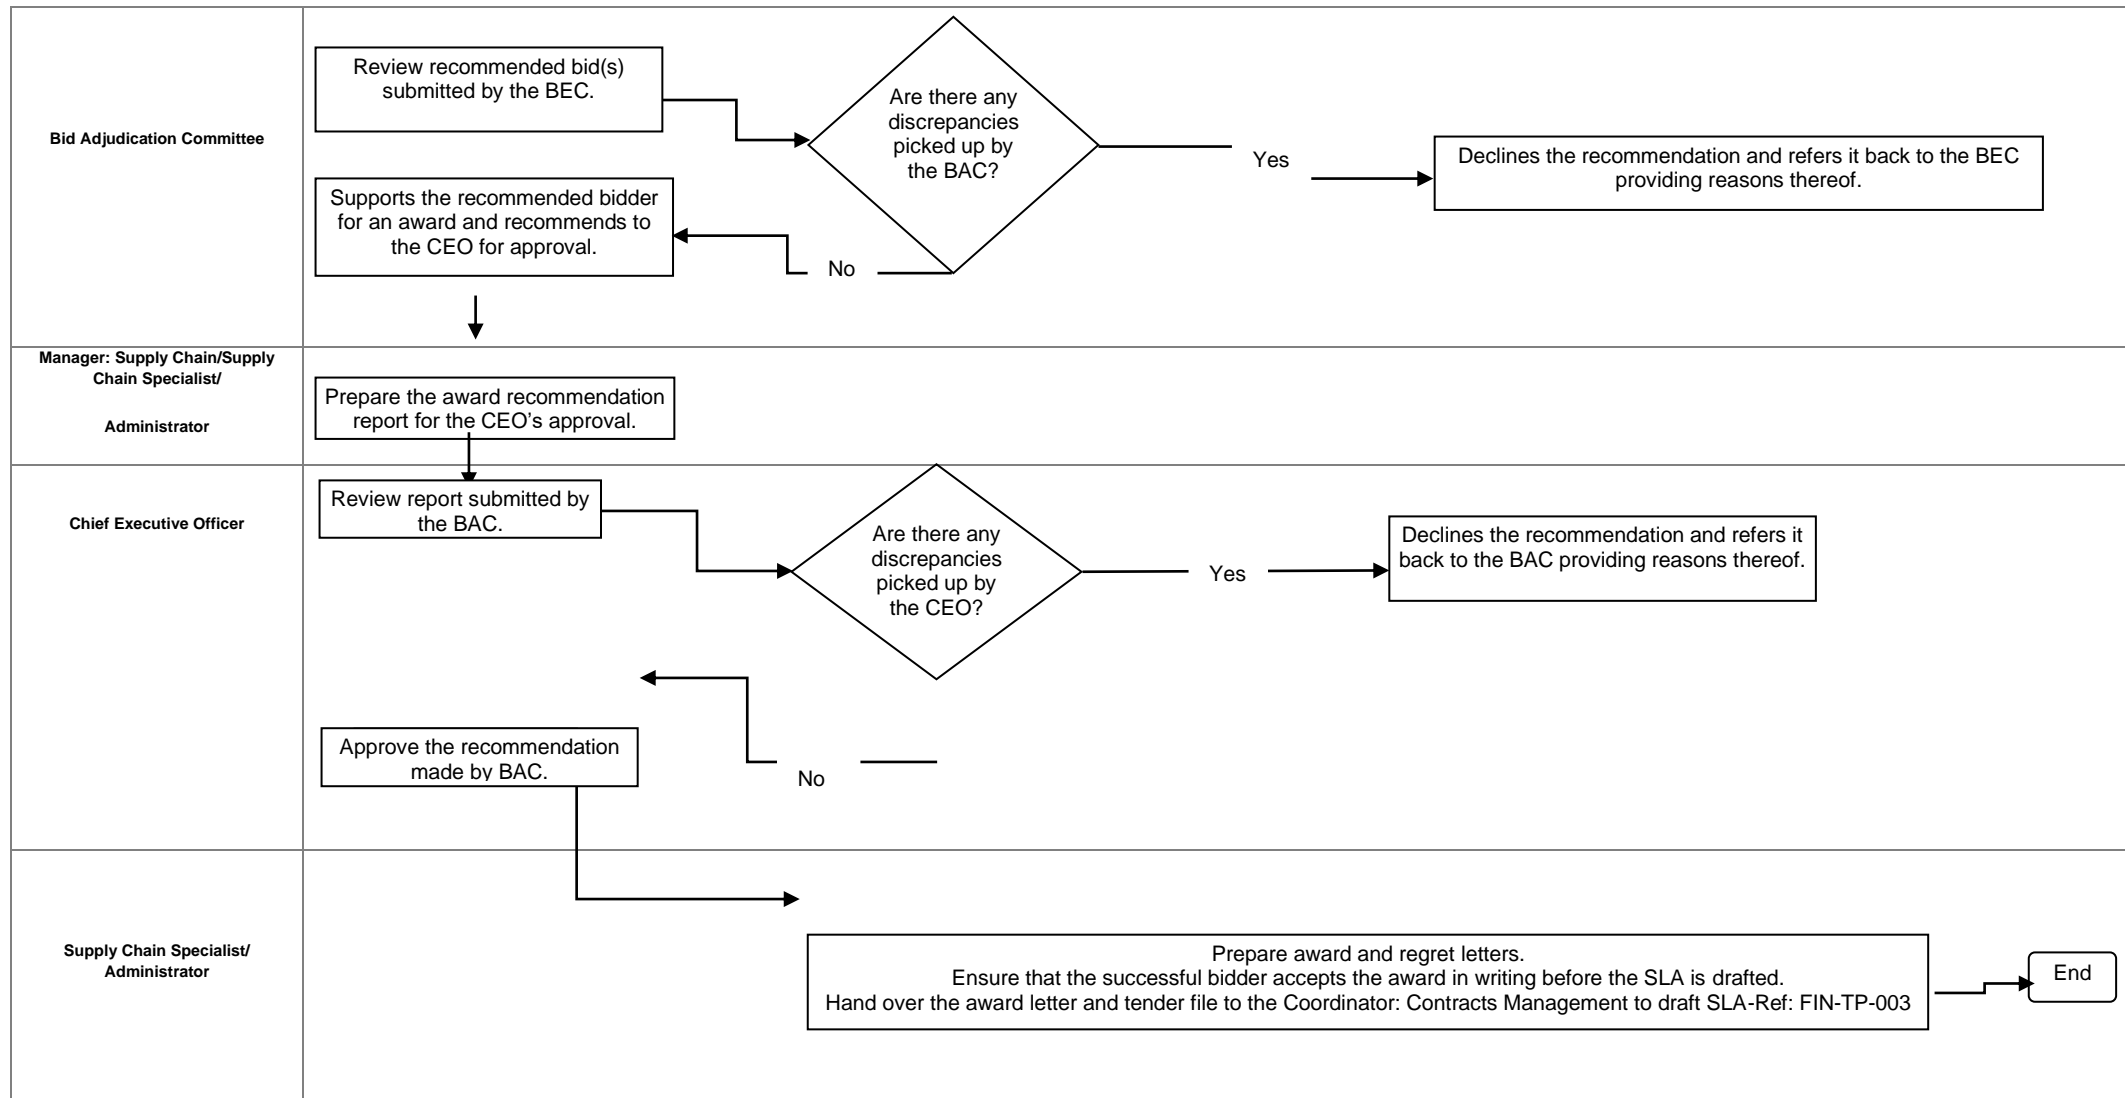 Bid Adjudication Committee
Review recommended bid(s)
submitted by the BEC.
Are there any
discrepancies
picked up by
the BAC?
Yes
Declines the recommendation and refers it back to the BEC
providing reasons thereof.
Supports the recommended bidder
for an award and recommends to
the CEO for approval.
No
Manager: Supply Chain/Supply
Chain Specialist/
Administrator
Prepare the award recommendation
report for the CEO’s approval.
Chief Executive Officer
Review report submitted by
the BAC.
Are there any
discrepancies
picked up by
the CEO?
Yes
Declines the recommendation and refers it
back to the BAC providing reasons thereof.
Approve the recommendation
made by BAC.
No
Supply Chain Specialist/
Administrator
Prepare award and regret letters.
Ensure that the successful bidder accepts the award in writing before the SLA is drafted.
Hand over the award letter and tender file to the Coordinator: Contracts Management to draft SLA-Ref: FIN-TP-003
End